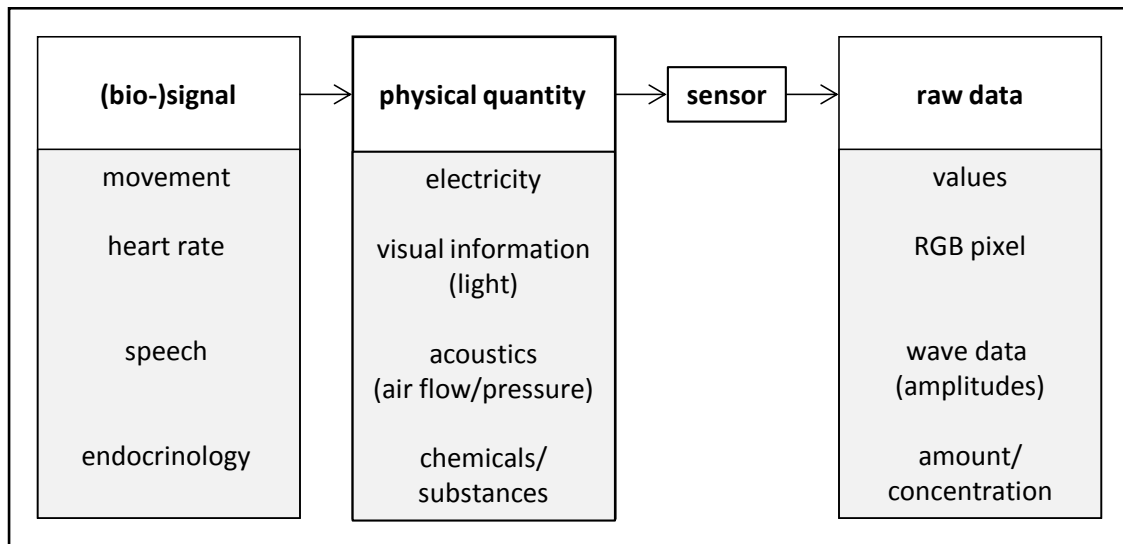 (bio-)signal
movement
heart rate
speech
endocrinology
physical quantity
electricity
visual information
(light)
acoustics
(air flow/pressure)
chemicals/
substances
sensor
raw data
values
RGB pixel
wave data
(amplitudes)
amount/
concentration